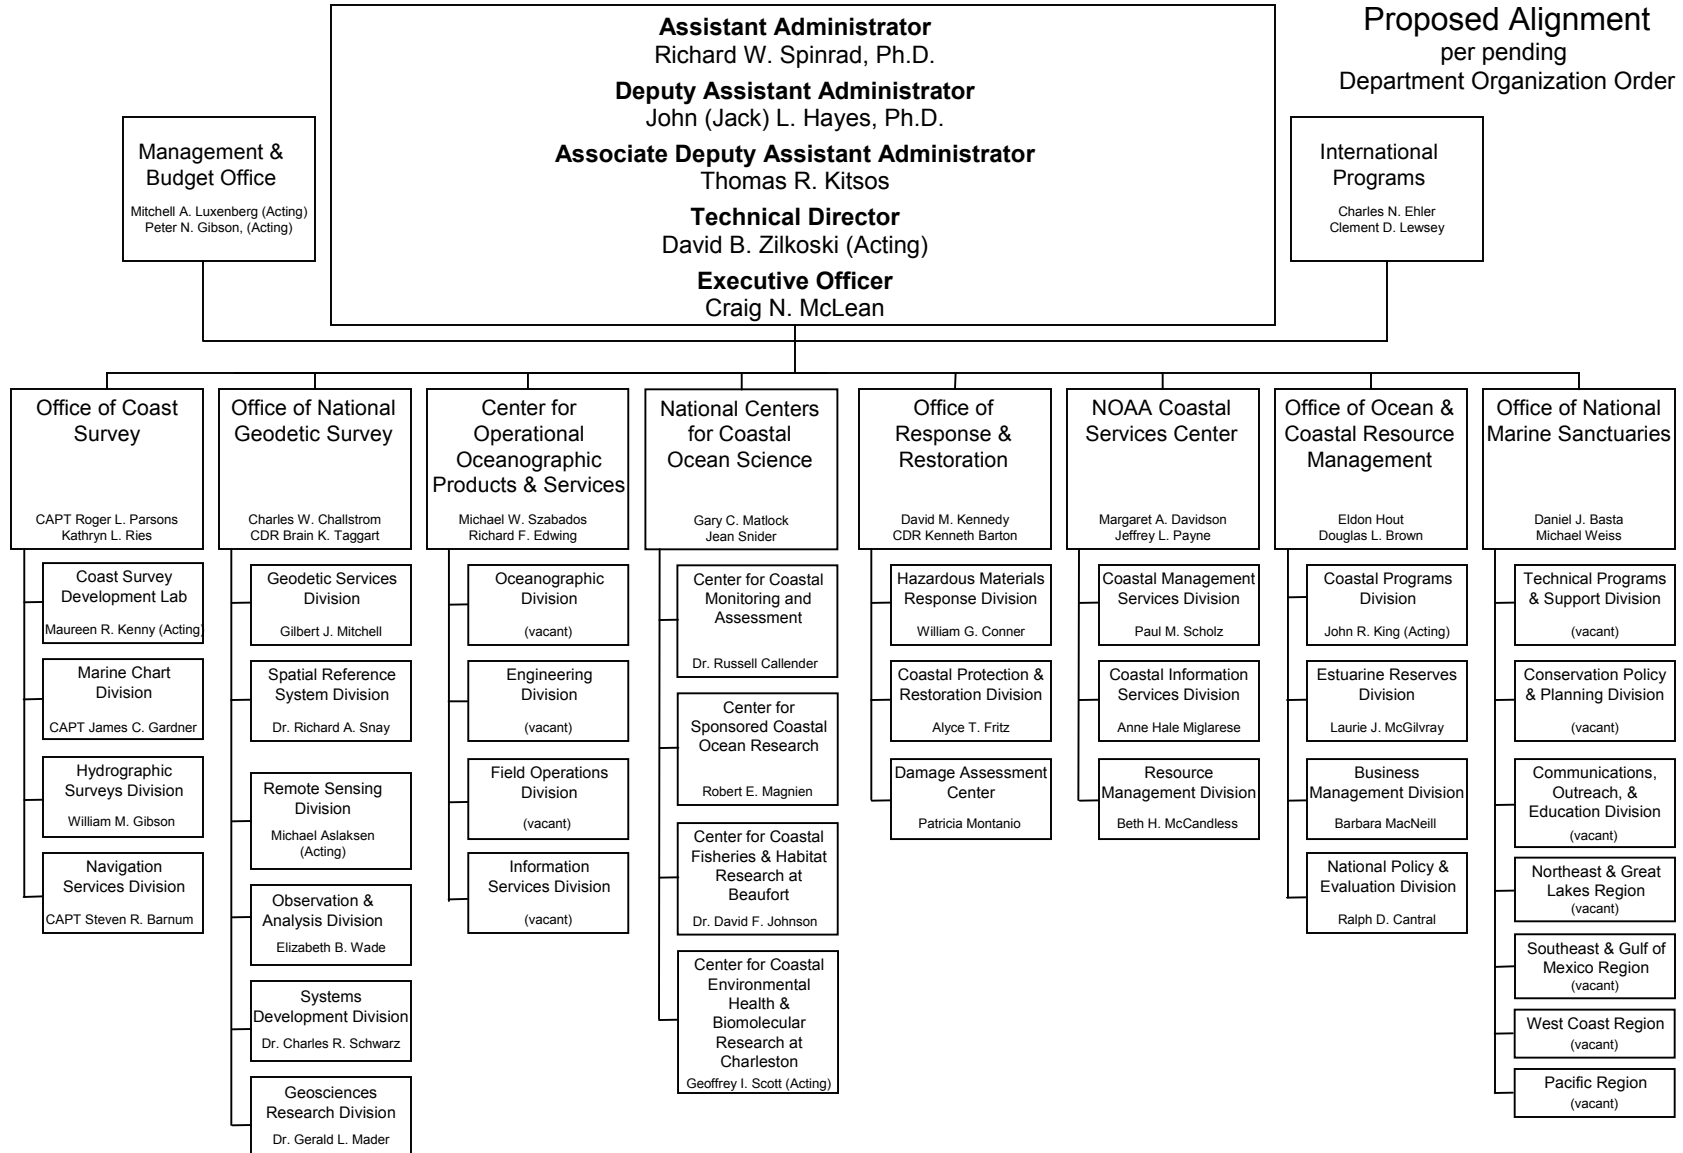 Proposed Alignment
per pending
Department Organization Order
Assistant Administrator
Richard W. Spinrad, Ph.D.
Deputy Assistant Administrator
John (Jack) L. Hayes, Ph.D.
Associate Deputy Assistant Administrator
Thomas R. Kitsos
Technical Director
David B. Zilkoski (Acting)
Executive Officer
Craig N. McLean
Management &
Budget Office
Mitchell A. Luxenberg (Acting)
Peter N. Gibson, (Acting)
International
Programs
Charles N. Ehler
Clement D. Lewsey
Office of Coast
Survey
CAPT Roger L. Parsons
Kathryn L. Ries
Coast Survey
Development Lab
Maureen R. Kenny (Acting)
Marine Chart
Division
CAPT James C. Gardner
Hydrographic
Surveys Division
William M. Gibson
Navigation
Services Division
CAPT Steven R. Barnum
Office of National
Geodetic Survey
Charles W. Challstrom
CDR Brain K. Taggart
Geodetic Services
Division
Gilbert J. Mitchell
Spatial Reference
System Division
Dr. Richard A. Snay
Remote Sensing
Division
Michael Aslaksen
(Acting)
Observation &
Analysis Division
Elizabeth B. Wade
Systems
Development Division
Dr. Charles R. Schwarz
Geosciences
Research Division
Dr. Gerald L. Mader
Center for
Operational
Oceanographic
Products & Services
Michael W. Szabados
Richard F. Edwing
Oceanographic
Division
(vacant)
Engineering
Division
(vacant)
Field Operations
Division
(vacant)
Information
Services Division
(vacant)
National Centers
for Coastal
Ocean Science
Gary C. Matlock
Jean Snider
Center for Coastal
Monitoring and
Assessment
Dr. Russell Callender
Center for
Sponsored Coastal
Ocean Research
Robert E. Magnien
Center for Coastal
Fisheries & Habitat
Research at
Beaufort
Dr. David F. Johnson
Center for Coastal
Environmental
Health &
Biomolecular
Research at
Charleston
Geoffrey I. Scott (Acting)
Office of
Response &
Restoration
David M. Kennedy
CDR Kenneth Barton
Hazardous Materials
Response Division
William G. Conner
Coastal Protection &
Restoration Division
Alyce T. Fritz
Damage Assessment
Center
Patricia Montanio
NOAA Coastal
Services Center
Margaret A. Davidson
Jeffrey L. Payne
Coastal Management
Services Division
Paul M. Scholz
Coastal Information
Services Division
Anne Hale Miglarese
Resource
Management Division
Beth H. McCandless
Office of Ocean &
Coastal Resource
Management
Eldon Hout
Douglas L. Brown
Coastal Programs
Division
John R. King (Acting)
Estuarine Reserves
Division
Laurie J. McGilvray
Business
Management Division
Barbara MacNeill
National Policy &
Evaluation Division
Ralph D. Cantral
Office of National
Marine Sanctuaries
Daniel J. Basta
Michael Weiss
Technical Programs
& Support Division
(vacant)
Conservation Policy
& Planning Division
(vacant)
Communications,
Outreach, &
Education Division
(vacant)
Northeast & Great
Lakes Region
(vacant)
Southeast & Gulf of
Mexico Region
(vacant)
West Coast Region
(vacant)
Pacific Region
(vacant)